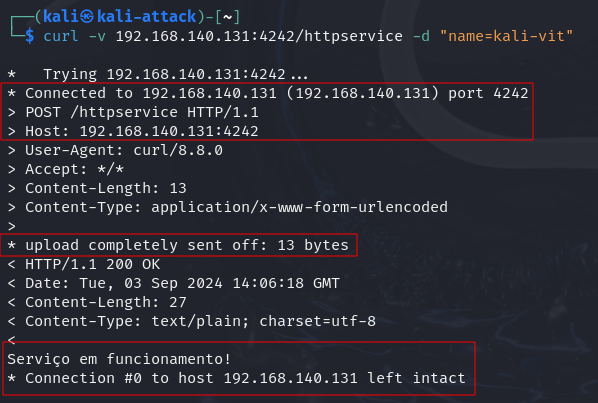 ┌──(kali㉿kali-attack)-[~]
└─$ curl -v 192.168.140.131:4242/httpservice -d "name=kali-vit"
*   Trying 192.168.140.131:4242...
* Connected to 192.168.140.131 (192.168.140.131) port 4242
> POST /httpservice HTTP/1.1
> Host: 192.168.140.131:4242
> User-Agent: curl/8.8.0
> Accept: */*
> Content-Length: 13
> Content-Type: application/x-www-form-urlencoded
>
* upload completely sent off: 13 bytes
< HTTP/1.1 200 OK
< Date: Tue, 03 Sep 2024 14:06:18 GMT
< Content-Length: 27
< Content-Type: text/plain; charset=utf-8
<
Serviço em funcionamento!
* Connection #0 to host 192.168.140.131 left intact